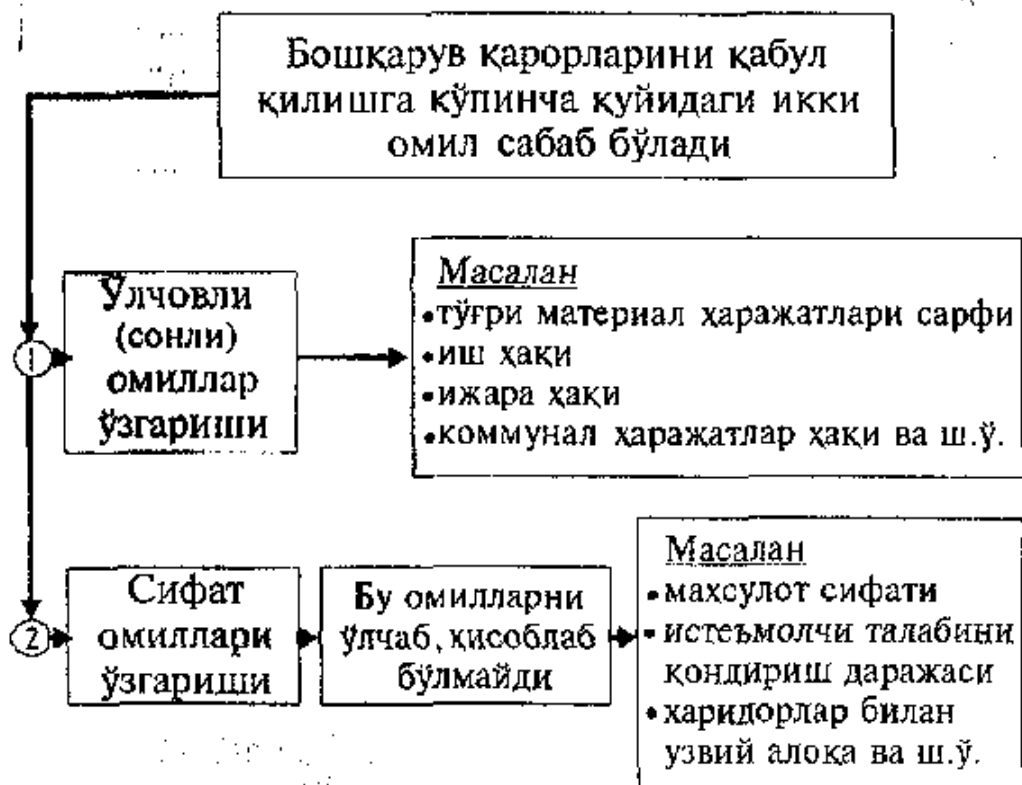 Бошқарув қарорларини қабул
қилишга кўпинча қуйидаги икки
омил сабаб бўлади
1
Ўлчовли
(сонли)
омиллар
ўзгариши
Масалан
•тўғри материал ҳаражатлари сарфи
•иш ҳақи
•ижара ҳақи
•коммунал ҳаражатлар ҳақи ва ш.ў.
2
Сифат
омиллари
ўзгариши
Бу омилларни
ўлчаб, ҳисоблаб
бўлмайди
Масалан
•маҳсулот сифати
•истеъмолчи талабини
қондириш даражаси
•харидорлар билан
узвий алоқа ва ш.ў.